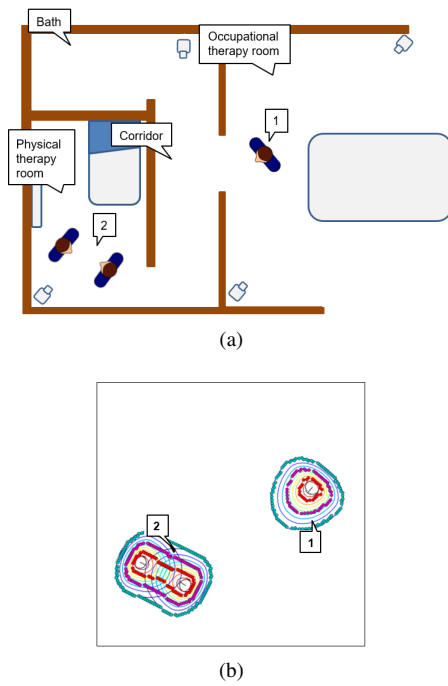 Bath
Occupational
therapy room
1
Corridor
Physical
therapy
room
2
(a)
2
1
(b)